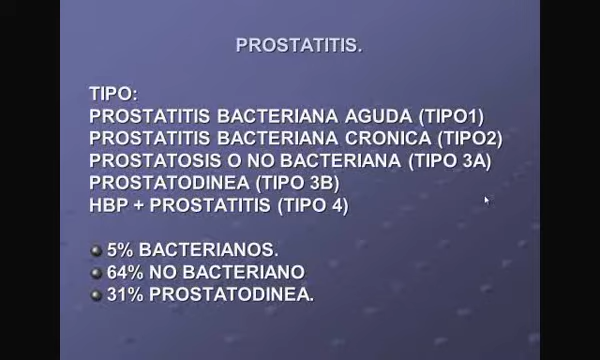 PROSTATITIS.
TIPO:
PROSTATITIS BACTERIANA AGUDA (TIPO1)
PROSTATITIS BACTERIANA CRONICA (TIPO2)
PROSTATOSIS O NO BACTERIANA (TIPO 3A)
PROSTATODINEA (TIPO 3B)
HBP + PROSTATITIS (TIPO 4)
5% BACTERIANOS.
64% NO BACTERIANO
31% PROSTATODINEA.